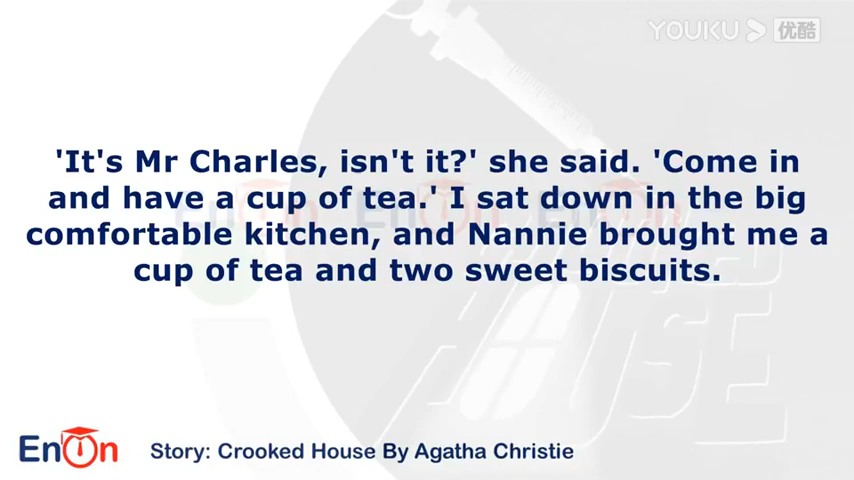 YOUKU 优酷
'It's Mr Charles, isn't it?' she said. 'Come in
and have a cup of tea.' I sat down in the big
comfortable kitchen, and Nannie brought me a
cup of tea and two sweet biscuits.
HOUSE
EnOn
Story: Crooked House By Agatha Christie